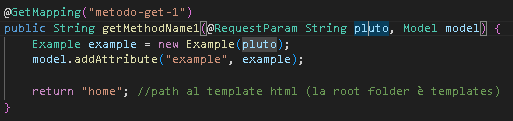 @GetMapping("metodo-get-1")
public String getMethodName1(@RequestParam String pluto, Model model) {
Example example = new Example(pluto);
model.addAttribute("example", example);
return "home"; //path al template html (la root folder è templates)
}